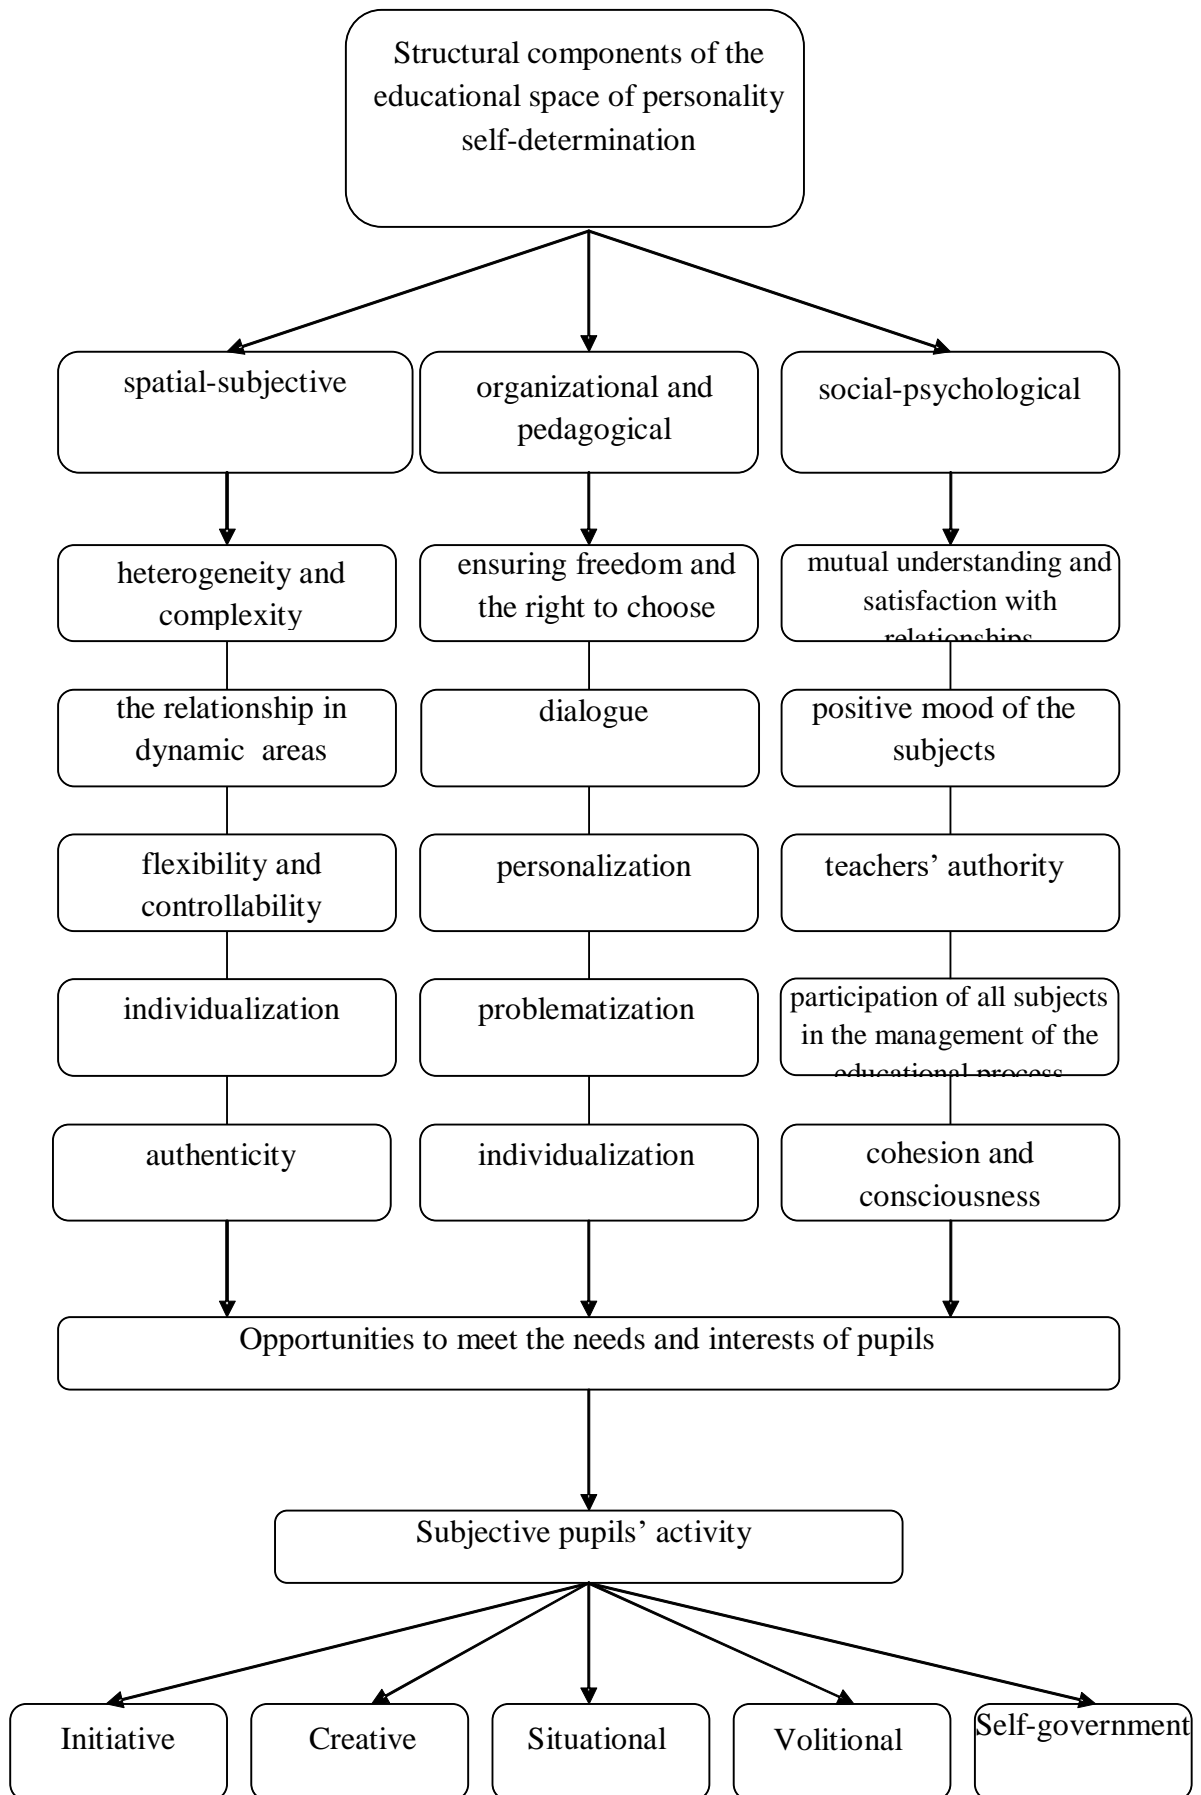 Structural components of the
educational space of personality
self-determination
spatial-subjective
organizational and
pedagogical
social-psychological
heterogeneity and
complexity
ensuring freedom and
the right to choose
mutual understanding and
satisfaction with
relationships
the relationship in
dynamic areas
dialogue
positive mood of the
subjects
flexibility and
controllability
personalization
teachers’ authority
individualization
problematization
participation of all subjects
in the management of the
educational process
authenticity
individualization
cohesion and
consciousness
Opportunities to meet the needs and interests of pupils
Subjective pupils’ activity
Initiative
Creative
Situational
Volitional
Self-government